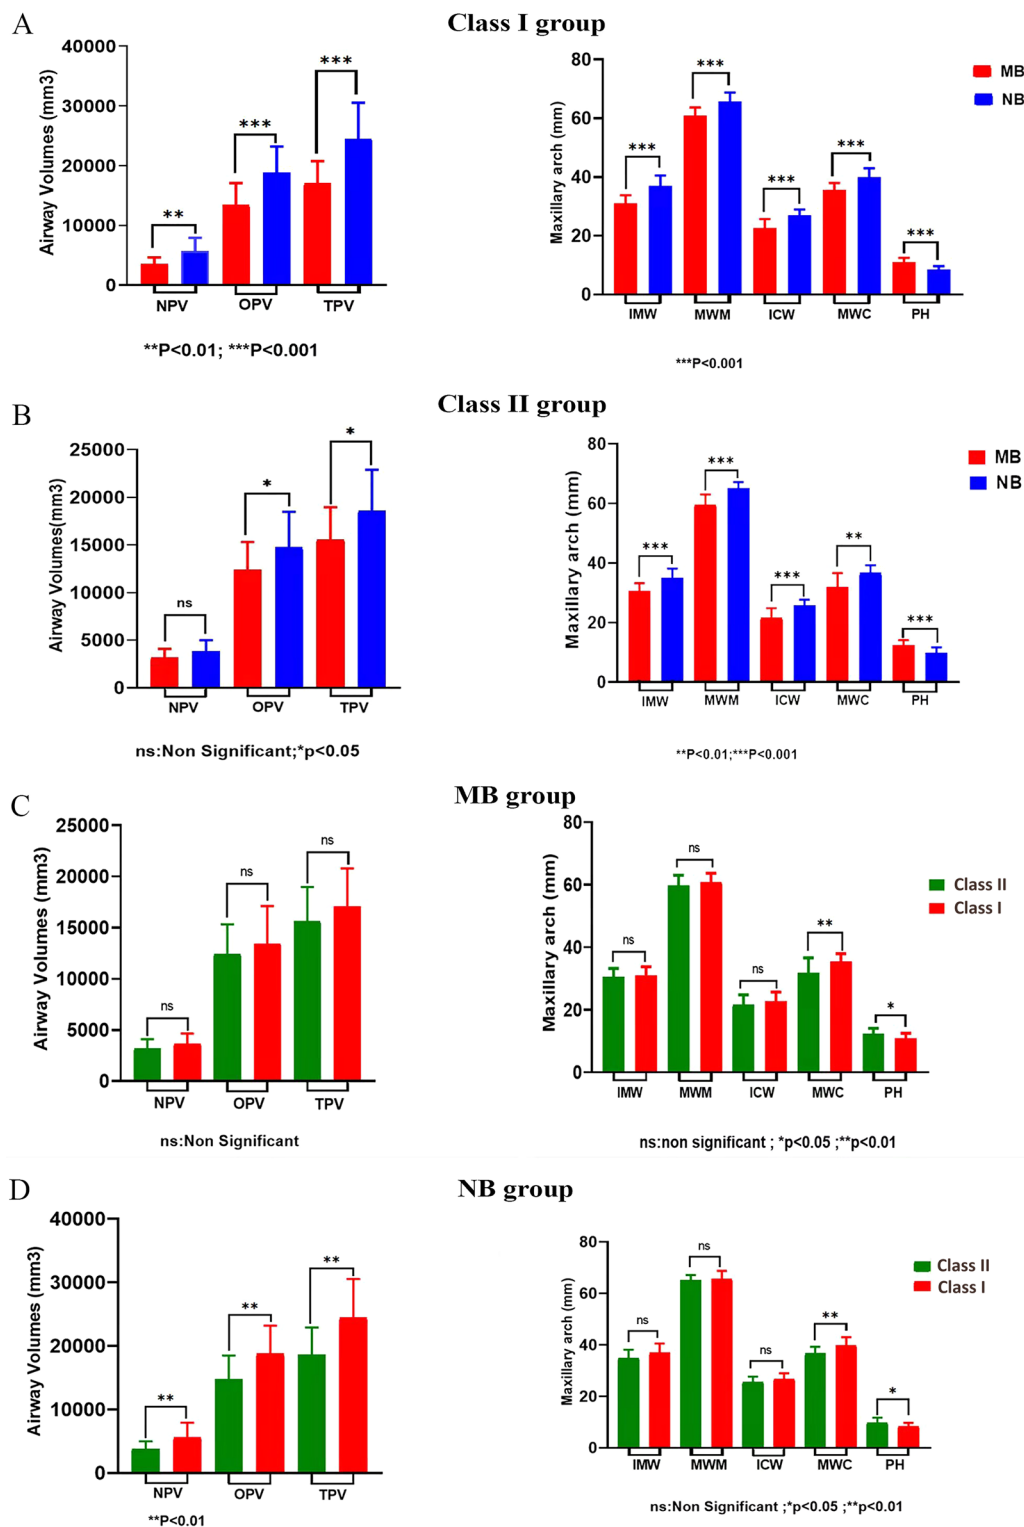 A
Class I group
Airway Volumes (mm3)
40000
30000
20000
10000
0
**
***
***
NPV
OPV
TPV
**P<0.01; ***P<0.001
Maxillary arch (mm)
80
60
40
20
0
***
***
***
***
***
IMW
MWM
ICW
MWC
PH
***P<0.001
MB
NB
B
Class II group
Airway Volumes(mm3)
25000
20000
15000
10000
5000
0
ns
*
*
NPV
OPV
TPV
ns:Non Significant;*p<0.05
Maxillary arch (mm)
80
60
40
20
0
***
***
***
**
***
IMW
MWM
ICW
MWC
PH
**P<0.01;***P<0.001
MB
NB
C
MB group
Airway Volumes (mm3)
25000
20000
15000
10000
5000
0
ns
ns
ns
NPV
OPV
TPV
ns:Non Significant
Maxillary arch (mm)
80
60
40
20
0
ns
ns
ns
**
*
IMW
MWM
ICW
MWC
PH
ns:non significant ; *p<0.05 ;**p<0.01
Class II
Class I
D
NB group
Airway Volumes (mm3)
40000
30000
20000
10000
0
**
**
**
NPV
OPV
TPV
**P<0.01
Maxillary arch (mm)
80
60
40
20
0
ns
ns
ns
**
*
IMW
MWM
ICW
MWC
PH
ns:Non Significant ;*p<0.05 ;**p<0.01
Class II
Class I